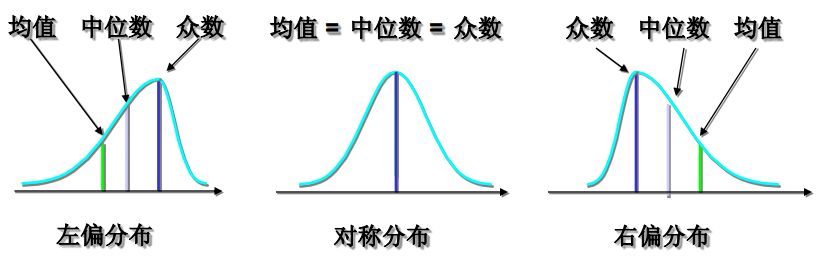 均值 中位数 众数 均值 = 中位数 = 众数 众数 中位数 均值
左偏分布 对称分布 右偏分布